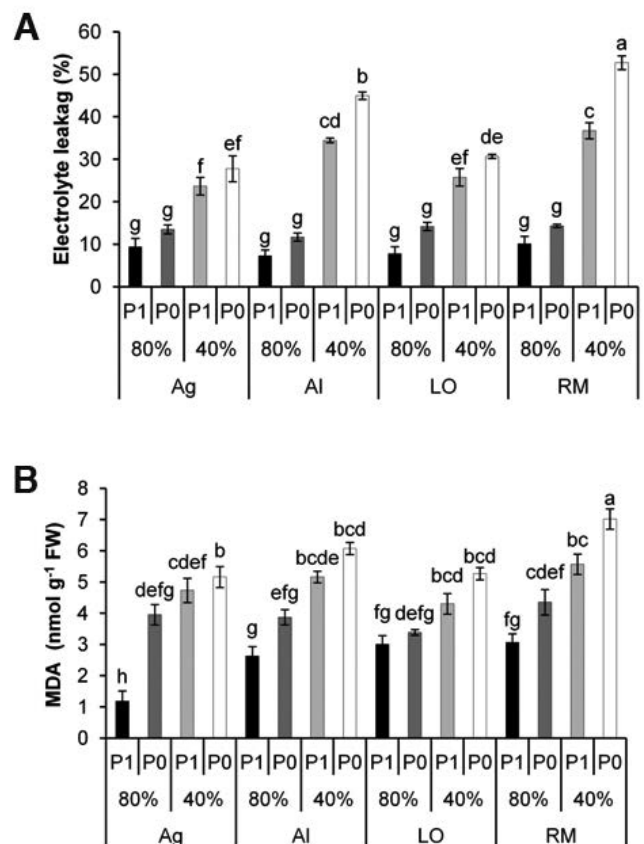 A
Electrolyte leakag (%)
60
50
40
30
20
10
0
g g f ef g g cd b g g ef de g g c a
P1 P0 P1 P0 P1 P0 P1 P0 P1 P0 P1 P0 P1 P0 P1 P0
80% 40% 80% 40% 80% 40% 80% 40%
Ag Al LO RM
B
MDA (nmol g⁻¹ FW)
8
7
6
5
4
3
2
1
0
h defg cdef b g efg bcde bcd fg defg bcd bcd fg cdef bc a
P1 P0 P1 P0 P1 P0 P1 P0 P1 P0 P1 P0 P1 P0 P1 P0
80% 40% 80% 40% 80% 40% 80% 40%
Ag Al LO RM